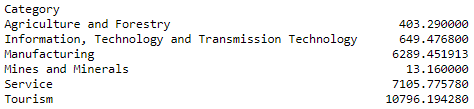 Category
Agriculture and Forestry 403.290000
Information, Technology and Transmission Technology 649.476800
Manufacturing 6289.451913
Mines and Minerals 13.160000
Service 7105.775780
Tourism 10796.194280